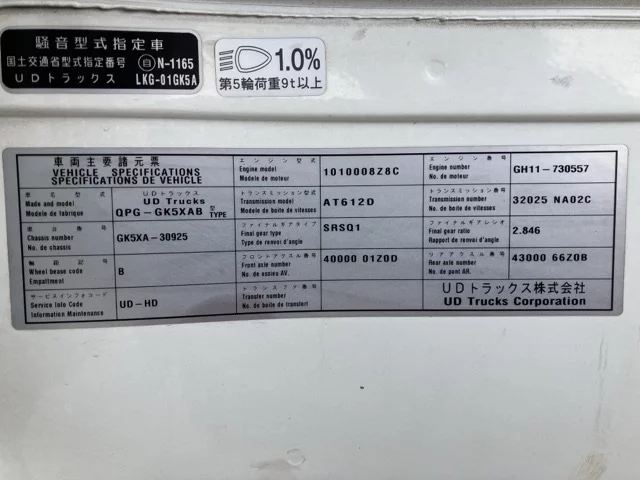 騒音型式指定車
国土交通省型式指定番号 自 N-1165
UDトラックス LKG-01GK5A
1.0%
第5輪荷重9t以上
車両主要諸元票
VEHICLE SPECIFICATIONS
SPECIFICATIONS DE VEHICLE
エンジン型式
Engine model
Modele de moteur
1010008Z8C
エンジン番号
Engine number
No. de moteur
GH11-730557
車名型式
Made and model
Modele de fabrique
UDトラックス
UD Trucks
QPG-GK5XAB 型 TYPE
トランスミッション型式
Transmission model
Modele de boite de vitesses
AT612D
トランスミッション番号
Transmission number
No. de boite de vitesses
32025 NA02C
車台番号
Chassis number
No. de chassis
GK5XA-30925
ファイナルギアタイプ
Final gear type
Type de renvoi d'angle
SRSQ1
ファイナルギアレシオ
Final gear ratio
Rapport de renvoi d'angle
2.846
軸距記号
Wheel base code
Empattment
B
フロントアクスル番号
Front axle number
No. de essieu AV.
40000 01Z0D
リアアクスル番号
Rear axle number
No. de pont AR.
43000 66Z0B
サービスインフォコード
Service Info Code
Information Maintenance
UD-HD
トランスファ番号
Transfer number
No. de boite de transfert
UDトラックス株式会社
UD Trucks Corporation